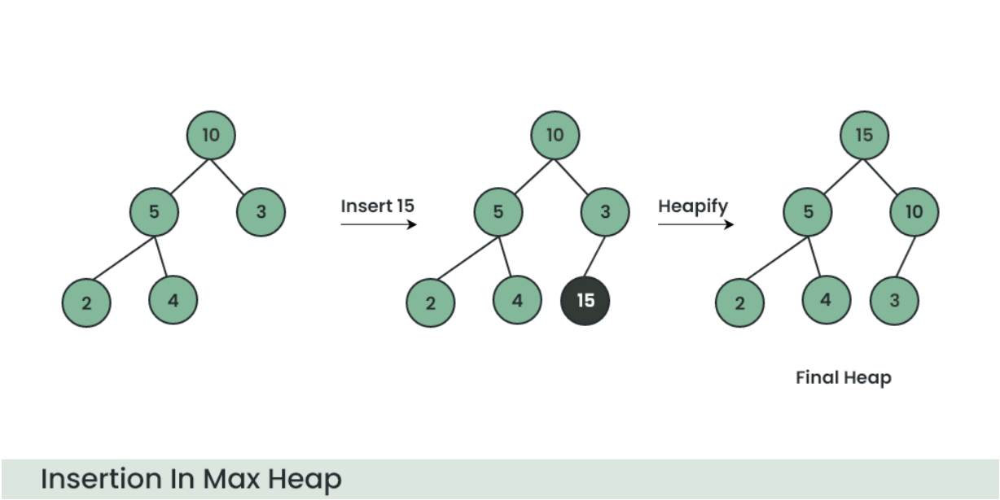 10 10 15
5 3 Insert 15 5 3 Heapify 5 10
2 4 2 4 15 2 4 3
Final Heap
Insertion In Max Heap